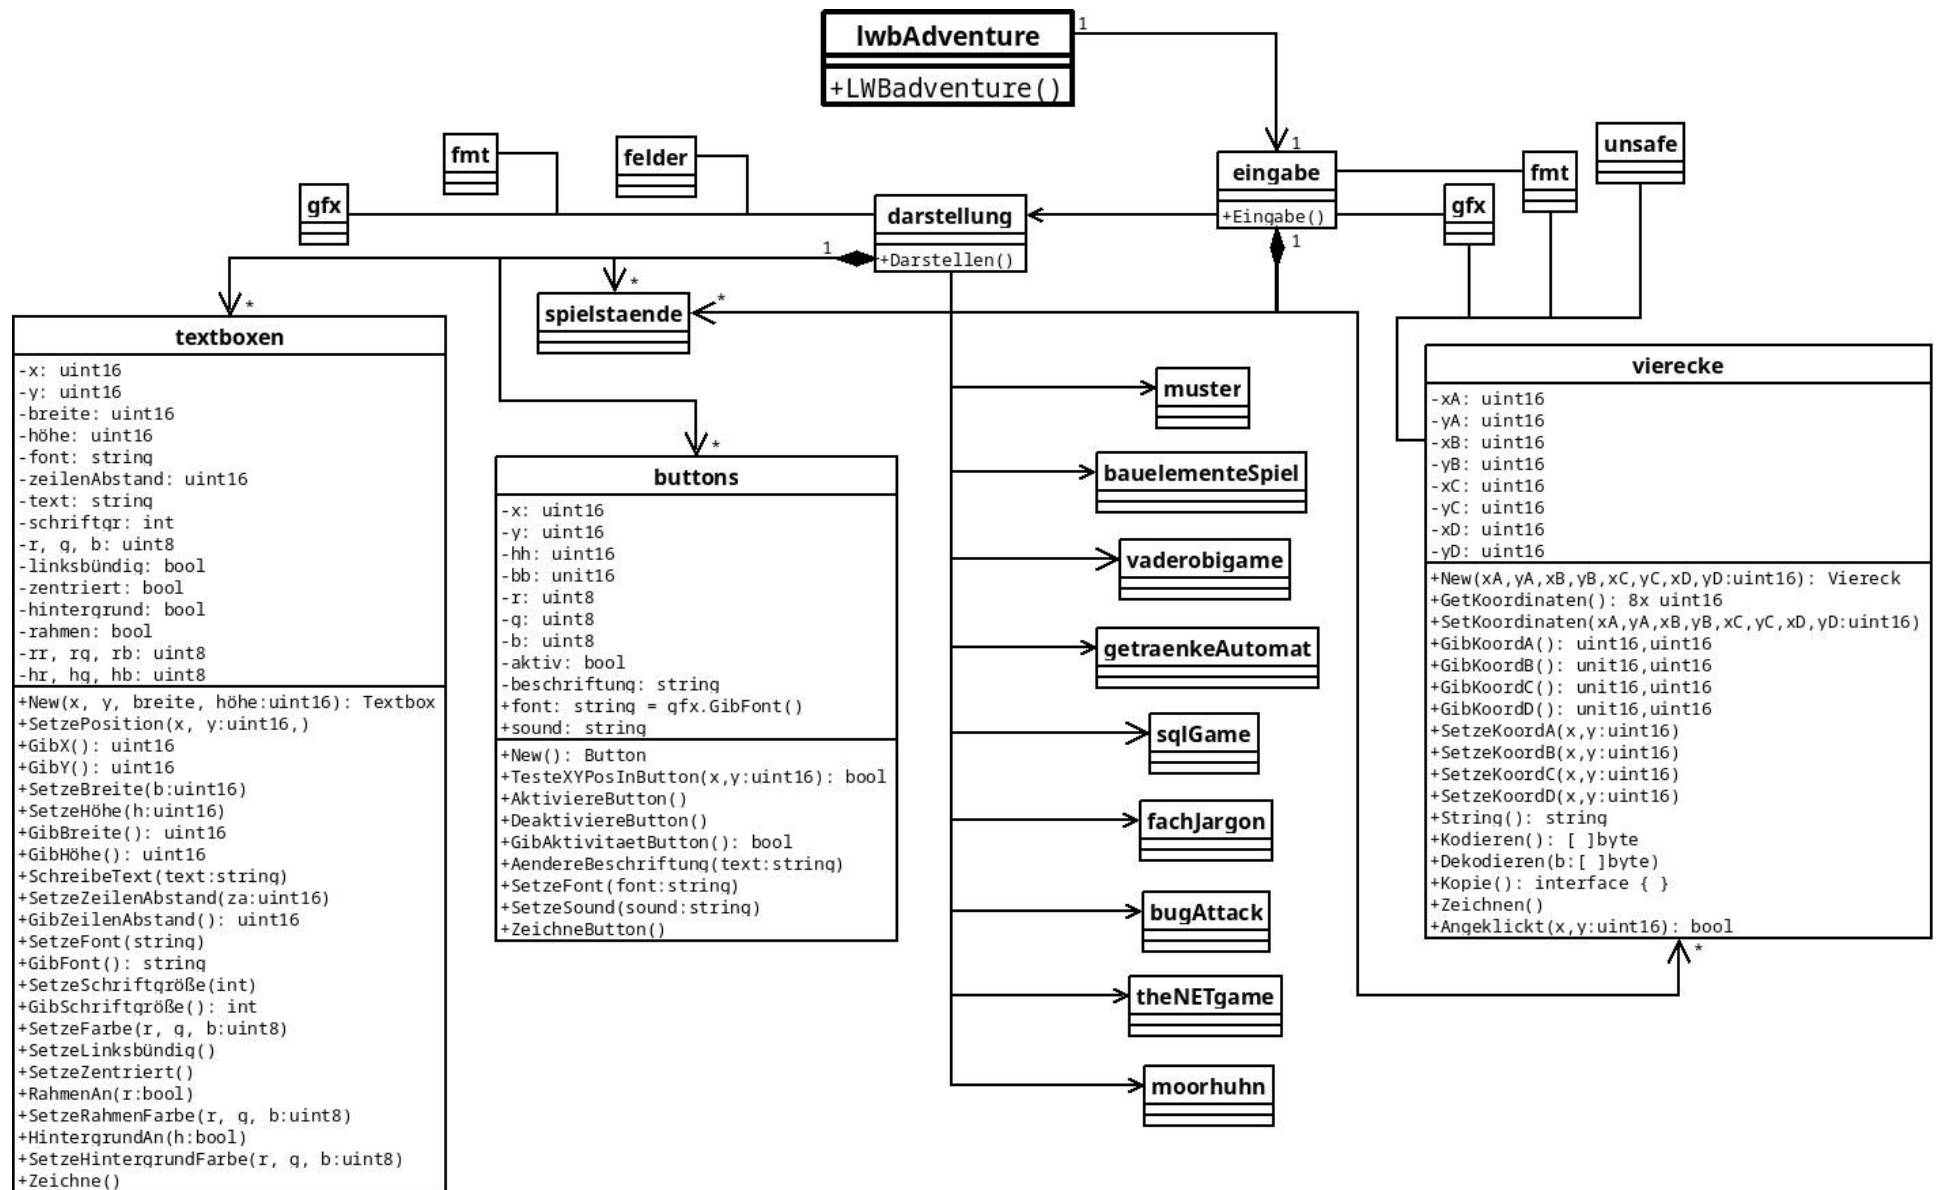 lwbAdventure
+LWBadventure()
1
1
fmt
felder
gfx
darstellung
+Darstellen()
1
eingabe
+Eingabe()
1
fmt
unsafe
gfx
*
*
*
spielstaende
*
textboxen
-x: uint16
-y: uint16
-breite: uint16
-höhe: uint16
-font: string
-zeilenAbstand: uint16
-text: string
-schriftgr: int
-r, g, b: uint8
-linksbündig: bool
-zentriert: bool
-hintergrund: bool
-rahmen: bool
-rr, rg, rb: uint8
-hr, hg, hb: uint8
+New(x, y, breite, höhe:uint16): Textbox
+SetzePosition(x, y:uint16,)
+GibX(): uint16
+GibY(): uint16
+SetzeBreite(b:uint16)
+SetzeHöhe(h:uint16)
+GibBreite(): uint16
+GibHöhe(): uint16
+SchreibeText(text:string)
+SetzeZeilenAbstand(za:uint16)
+GibZeilenAbstand(): uint16
+SetzeFont(string)
+GibFont(): string
+SetzeSchriftgröße(int)
+GibSchriftgröße(): int
+SetzeFarbe(r, g, b:uint8)
+SetzeLinksbündig()
+SetzeZentriert()
+RahmenAn(r:bool)
+SetzeRahmenFarbe(r, g, b:uint8)
+HintergrundAn(h:bool)
+SetzeHintergrundFarbe(r, g, b:uint8)
+Zeichne()
buttons
-x: uint16
-y: uint16
-hh: uint16
-bb: unit16
-r: uint8
-g: uint8
-b: uint8
-aktiv: bool
-beschriftung: string
+font: string = gfx.GibFont()
+sound: string
+New(): Button
+TesteXYPosInButton(x,y:uint16): bool
+AktiviereButton()
+DeaktiviereButton()
+GibAktivitaetButton(): bool
+AendereBeschriftung(text:string)
+SetzeFont(font:string)
+SetzeSound(sound:string)
+ZeichneButton()
muster
bauelementeSpiel
vaderobigame
getraenkeAutomat
sqlGame
fachJargon
bugAttack
theNETgame
moorhuhn
vierecke
-xA: uint16
-yA: uint16
-xB: uint16
-yB: uint16
-xC: uint16
-yC: uint16
-xD: uint16
-yD: uint16
+New(xA,yA,xB,yB,xC,yC,xD,yD:uint16): Viereck
+GetKoordinaten(): 8x uint16
+SetKoordinaten(xA,yA,xB,yB,xC,yC,xD,yD:uint16)
+GibKoordA(): uint16,uint16
+GibKoordB(): unit16,uint16
+GibKoordC(): unit16,uint16
+GibKoordD(): unit16,uint16
+SetzeKoordA(x,y:uint16)
+SetzeKoordB(x,y:uint16)
+SetzeKoordC(x,y:uint16)
+SetzeKoordD(x,y:uint16)
+String(): string
+Kodieren(): [ ]byte
+Dekodieren(b:[ ]byte)
+Kopie(): interface { }
+Zeichnen()
+Angeklickt(x,y:uint16): bool
*